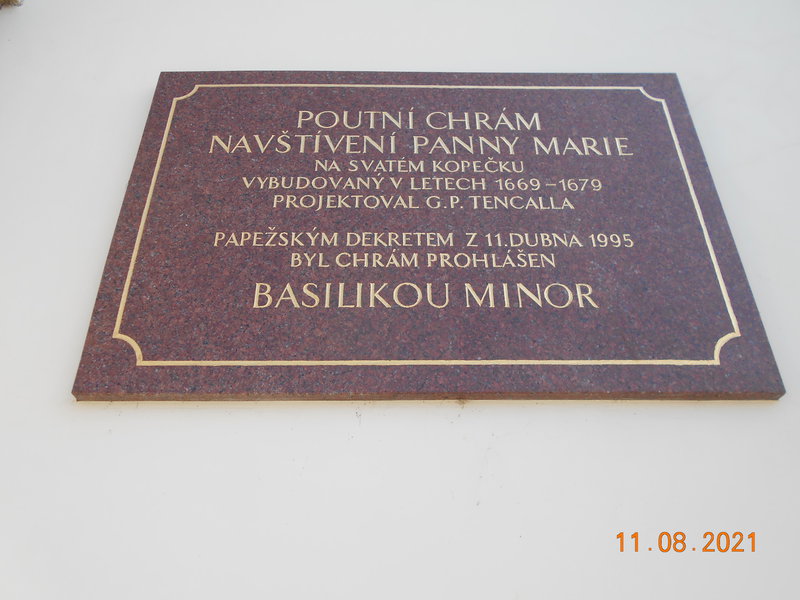 POUTNÍ CHRÁM
NAVŠTÍVENÍ PANNY MARIE
NA SVATÉM KOPEČKU
VYBUDOVANÝ V LETECH 1669-1679
PROJEKTOVAL G.P. TENCALLA
PAPEŽSKÝM DEKRETEM Z 11.DUBNA 1995
BYL CHRÁM PROHLÁŠEN
BASILIKOU MINOR
11.08.2021